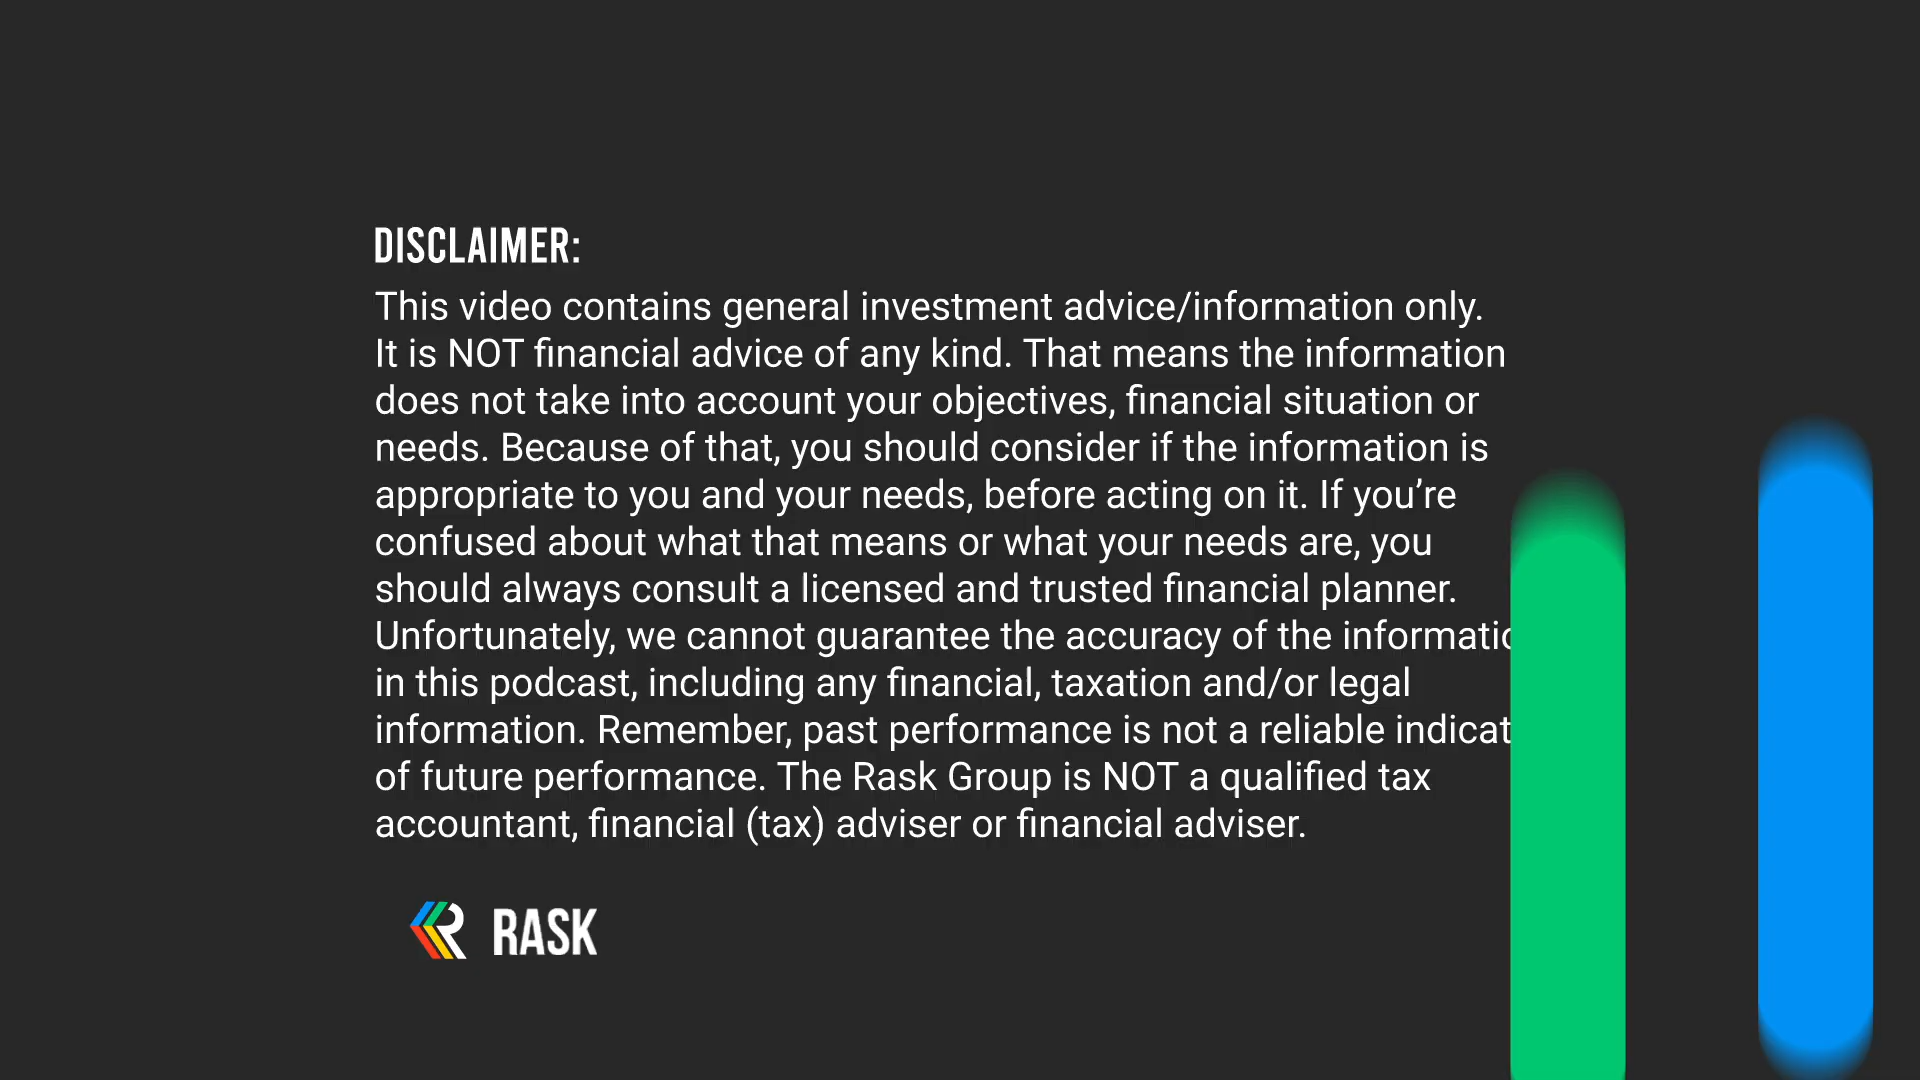 DISCLAIMER:
This video contains general investment advice/information only.
It is NOT financial advice of any kind. That means the information
does not take into account your objectives, financial situation or
needs. Because of that, you should consider if the information is
appropriate to you and your needs, before acting on it. If you’re
confused about what that means or what your needs are, you
should always consult a licensed and trusted financial planner.
Unfortunately, we cannot guarantee the accuracy of the
in this podcast, including any financial, taxation and/or legal
information. Remember, past performance is not a reliable
of future performance. The Rask Group is NOT a qualified tax
accountant, financial (tax) adviser or financial adviser.
RASK